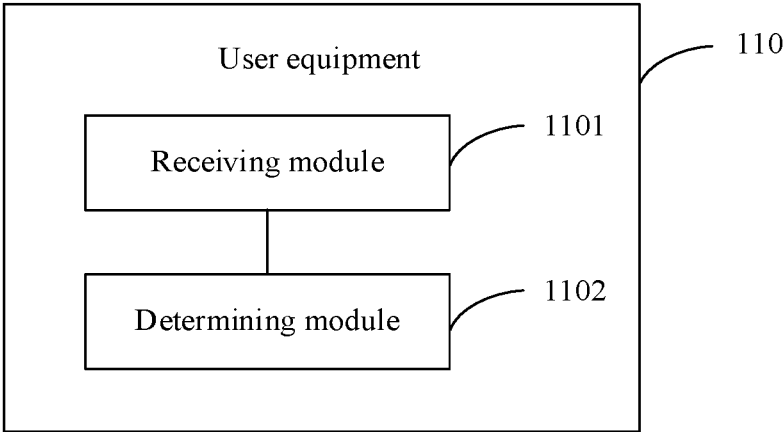 User equipment
110
Receiving module
1101
Determining module
1102